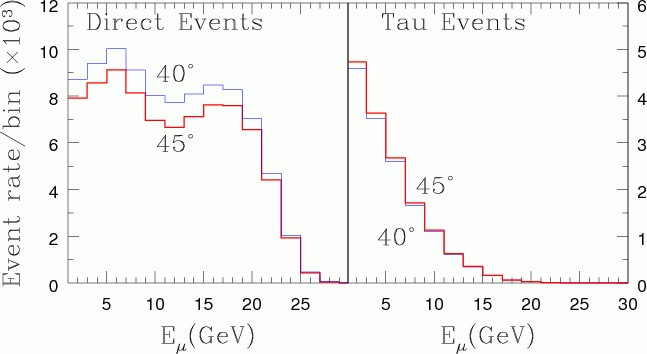 Direct Events
Tau Events
Event rate/bin (×10³)
12
10
8
6
4
2
0
40°
45°
45°
40°
6
5
4
3
2
1
0
5 10 15 20 25
5 10 15 20 25 30
E_μ(GeV)
E_μ(GeV)